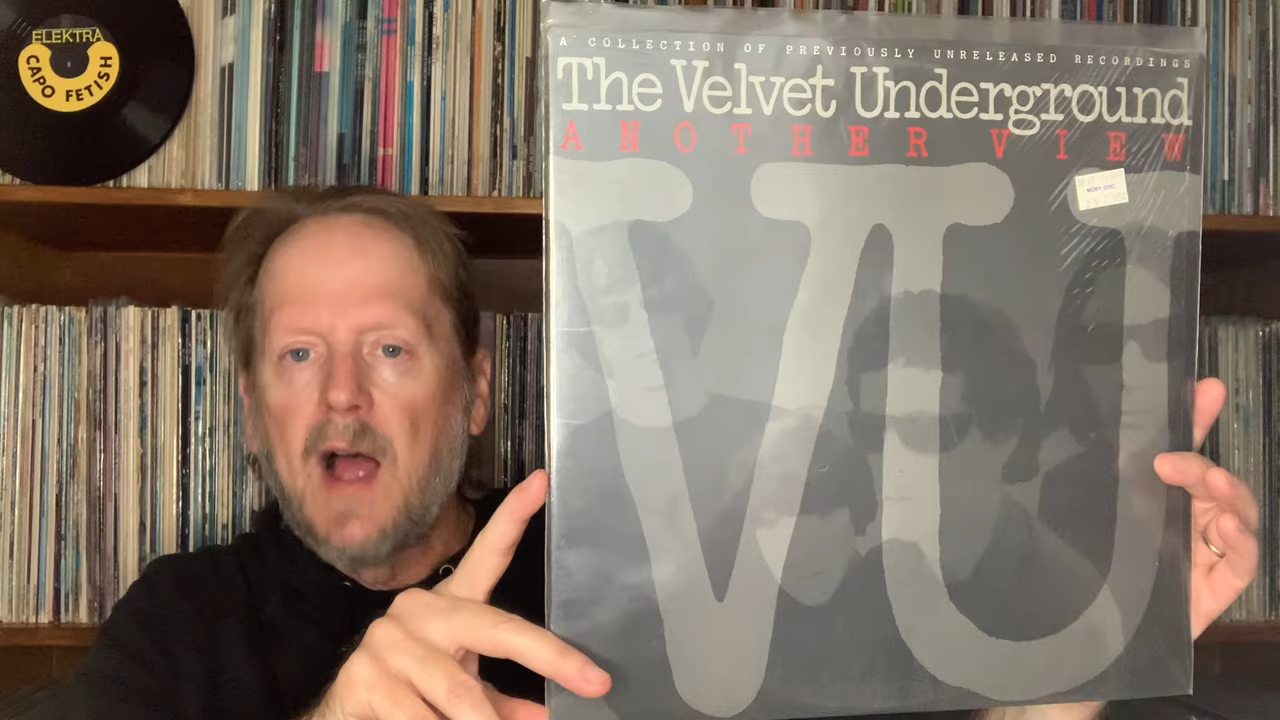 ELEKTRA
CAPO FETISH
A COLLECTION OF PREVIOUSLY UNRELEASED RECORDINGS
The Velvet Underground
ANOTHER VIEW
VU